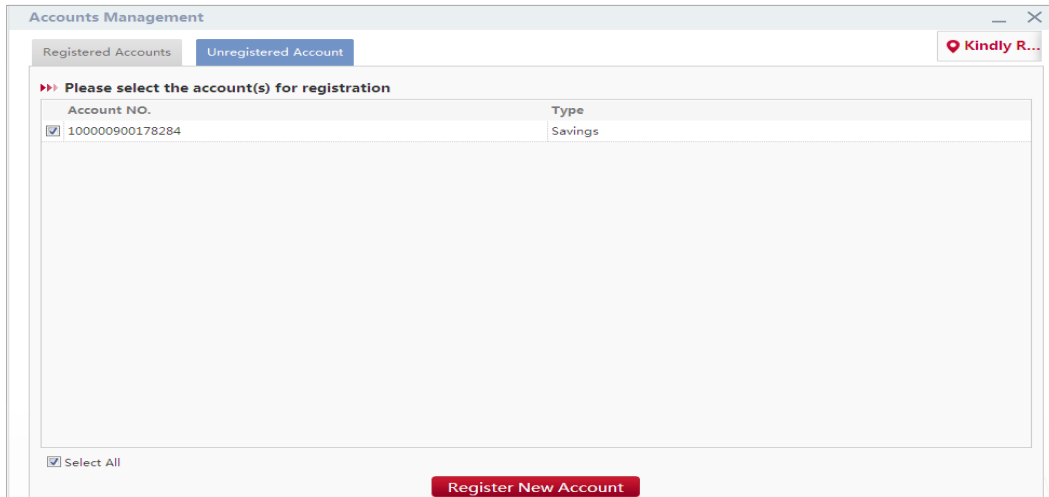 Accounts Management
Registered Accounts Unregistered Account Kindly R...
Please select the account(s) for registration
Account NO. Type
100000900178284 Savings
Select All
Register New Account